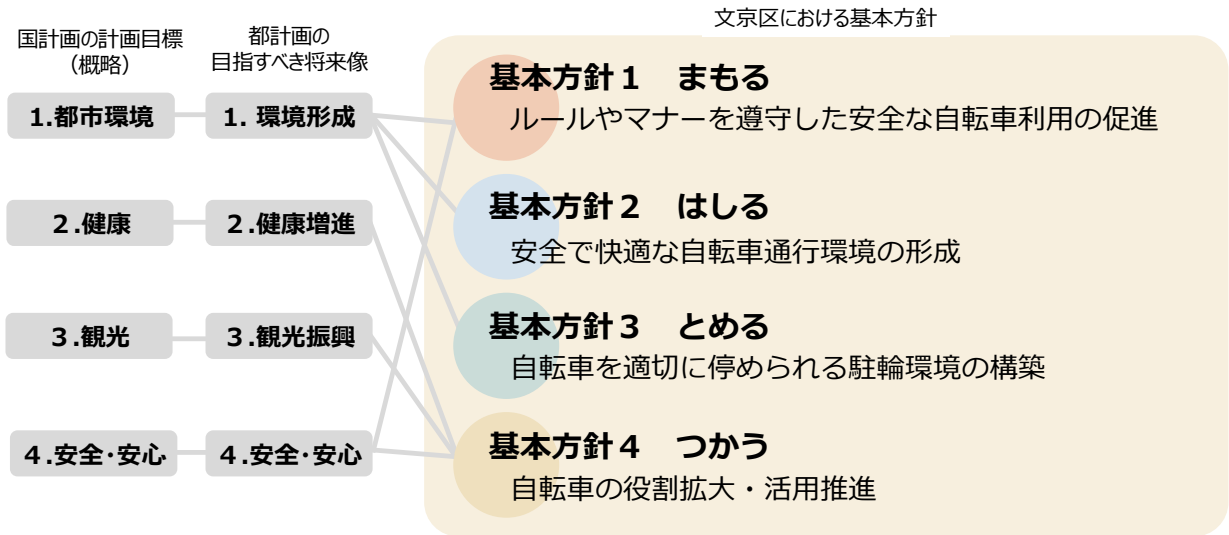 文京区における基本方針
国計画の計画目標
（概略）
都計画の
目指すべき将来像
1.都市環境
1. 環境形成
２.健康
２.健康増進
３.観光
３.観光振興
４.安全･安心
４.安全･安心
基本方針１　まもる
ルールやマナーを遵守した安全な自転車利用の促進
基本方針２　はしる
安全で快適な自転車通行環境の形成
基本方針３　とめる
自転車を適切に停められる駐輪環境の構築
基本方針４　つかう
自転車の役割拡大・活用推進